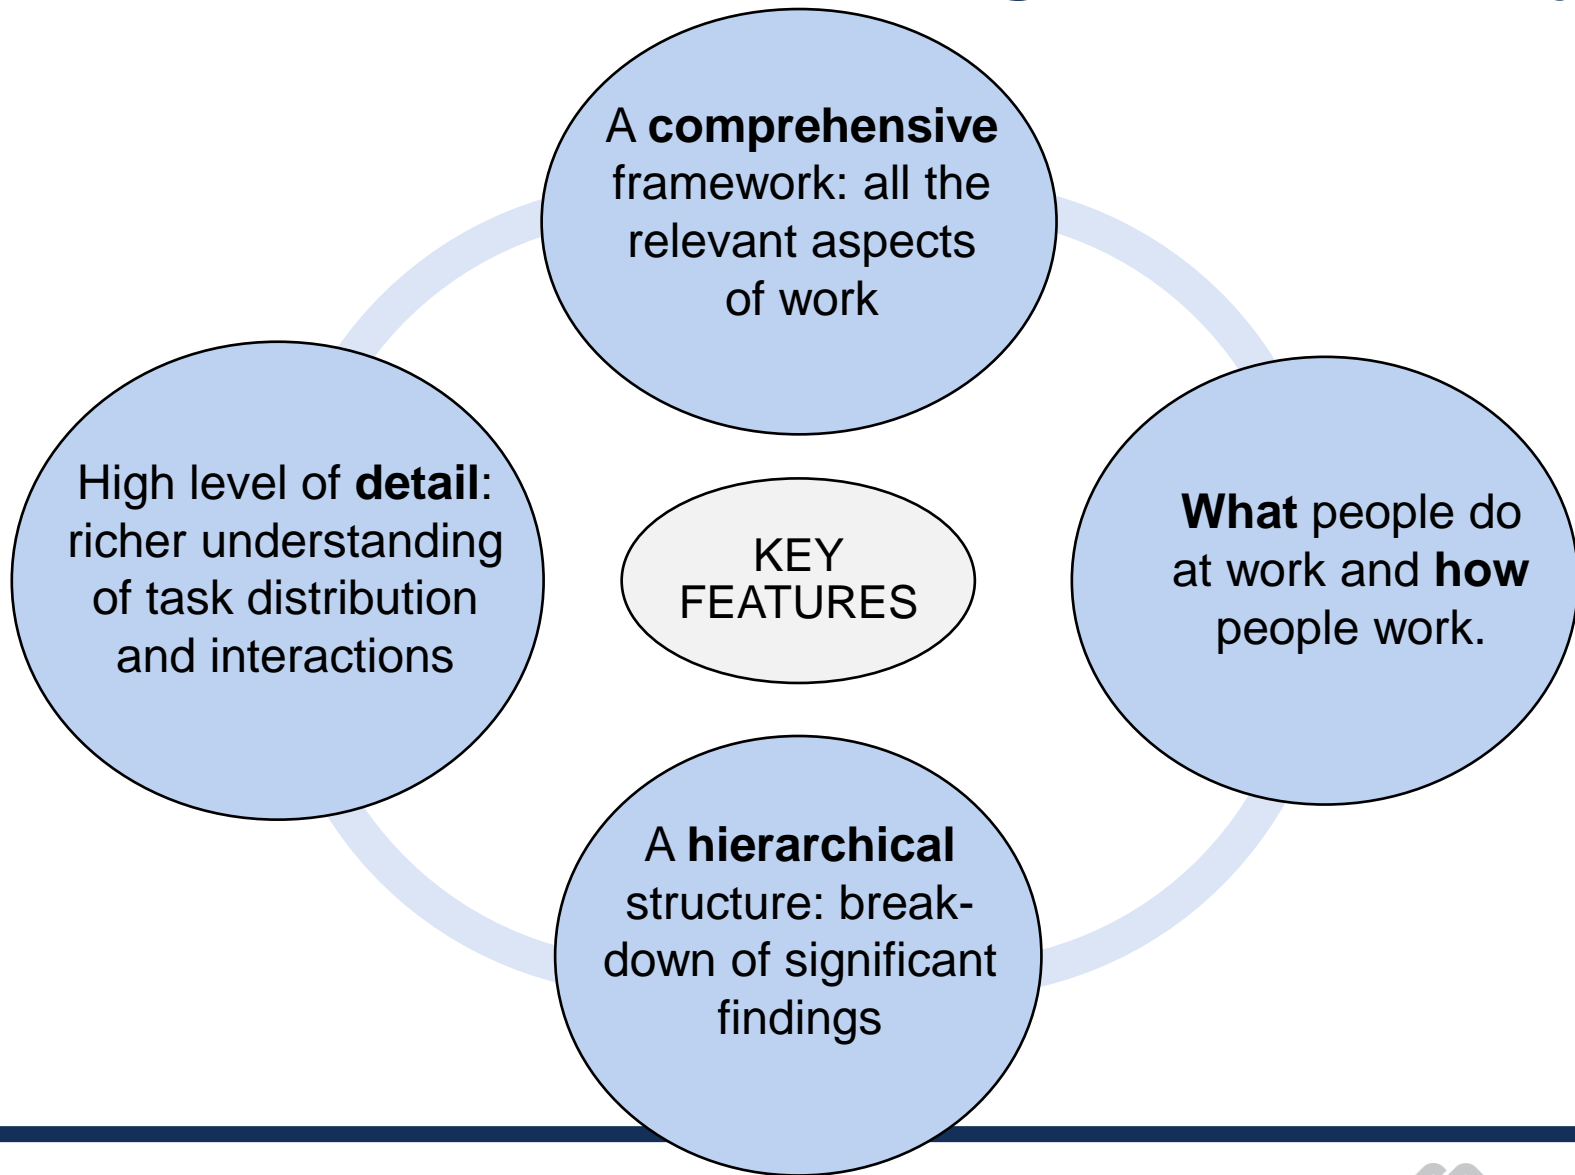 A comprehensive
framework: all the
relevant aspects
of work
High level of detail:
richer understanding
of task distribution
and interactions
KEY
FEATURES
What people do
at work and how
people work.
A hierarchical
structure: break-
down of significant
findings